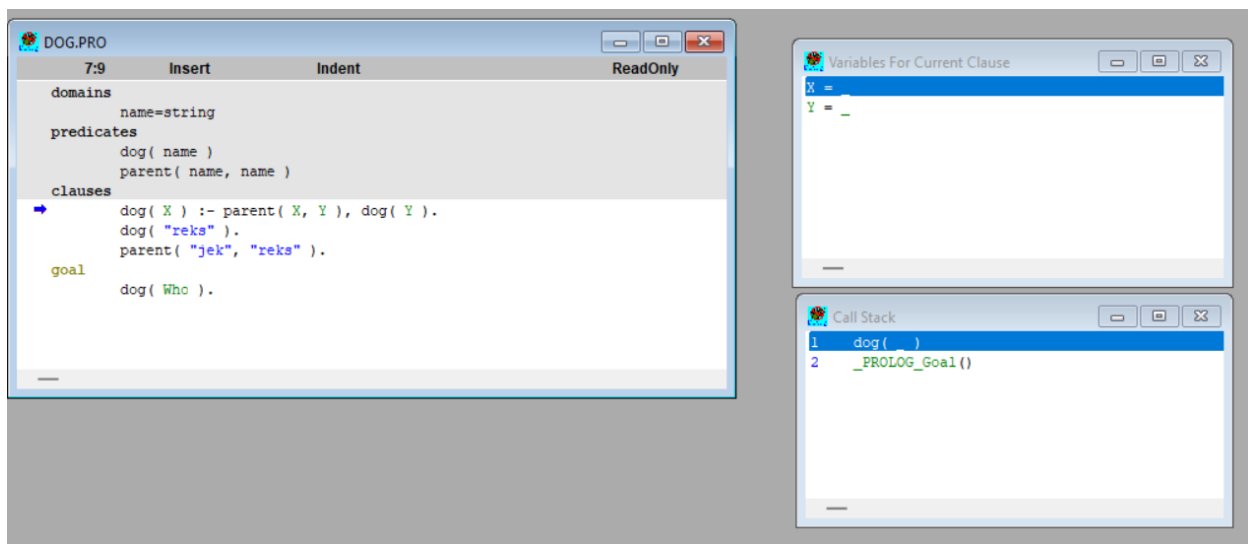 DOG.PRO
7:9 Insert Indent ReadOnly
domains
name=string
predicates
dog( name )
parent( name, name )
clauses
dog( X ) :- parent( X, Y ), dog( Y ).
dog( "reks" ).
parent( "jek", "reks" ).
goal
dog( Who ).
Variables For Current Clause
X = _
Y = _
Call Stack
1 dog( _ )
2 _PROLOG_Goal()